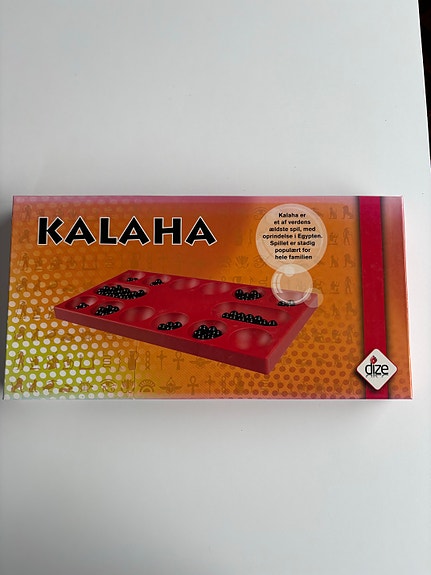 KALAHA
Kalaha er
et af verdens
ældste spil, med
oprindelse i Egypten.
Spillet er stadig
populært for
hele familien
dize